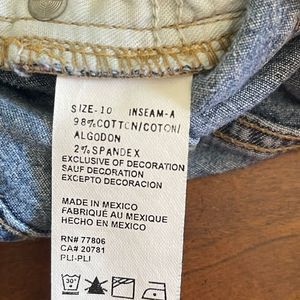 SIZE-10 INSEAM-A
98%COTTON/COTON/
ALGODON
2%SPANDEX
EXCLUSIVE OF DECORATION
SAUF DECORATION
EXCEPTO DECORACION
MADE IN MEXICO
FABRIQUÉ AU MEXIQUE
HECHO EN MEXICO
RN# 77806
CA# 20781
PLI-PLI
30°